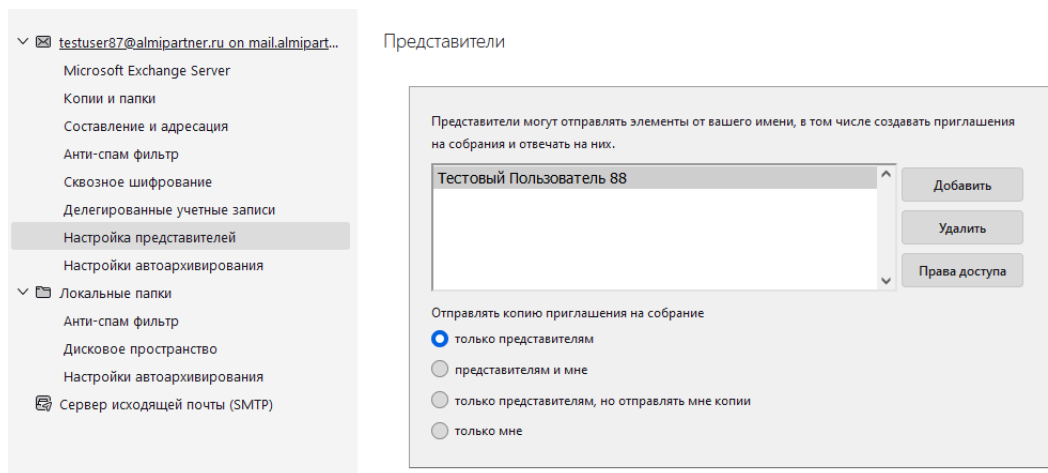 testuser87@almipartner.ru on mail.almipart...
Microsoft Exchange Server
Копии и папки
Составление и адресация
Анти-спам фильтр
Сквозное шифрование
Делегированные учетные записи
Настройка представителей
Настройки автоархивирования
Локальные папки
Анти-спам фильтр
Дисковое пространство
Настройки автоархивирования
Сервер исходящей почты (SMTP)
Представители
Представители могут отправлять элементы от вашего имени, в том числе создавать приглашения
на собрания и отвечать на них.
Тестовый Пользователь 88
Добавить
Удалить
Права доступа
Отправлять копию приглашения на собрание
только представителям
представителям и мне
только представителям, но отправлять мне копии
только мне